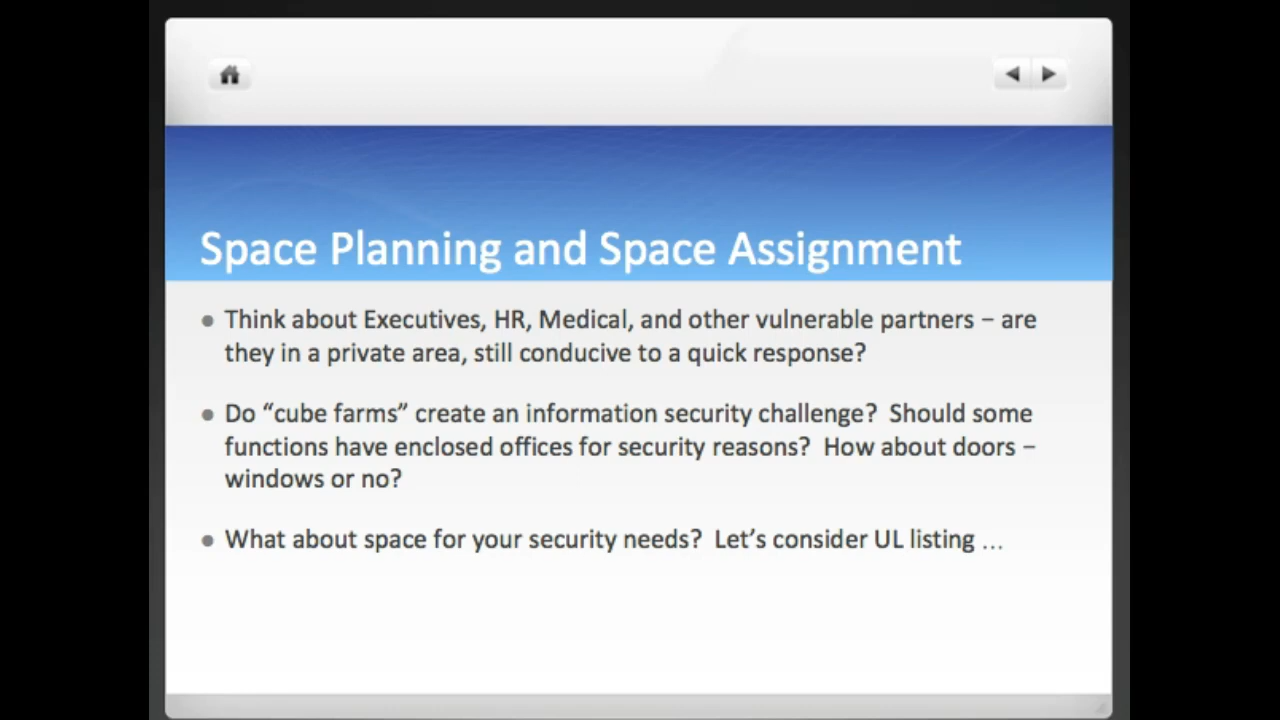 Space Planning and Space Assignment
Think about Executives, HR, Medical, and other vulnerable partners – are
they in a private area, still conducive to a quick response?
Do “cube farms” create an information security challenge?  Should some
functions have enclosed offices for security reasons?  How about doors –
windows or no?
What about space for your security needs?  Let’s consider UL listing …